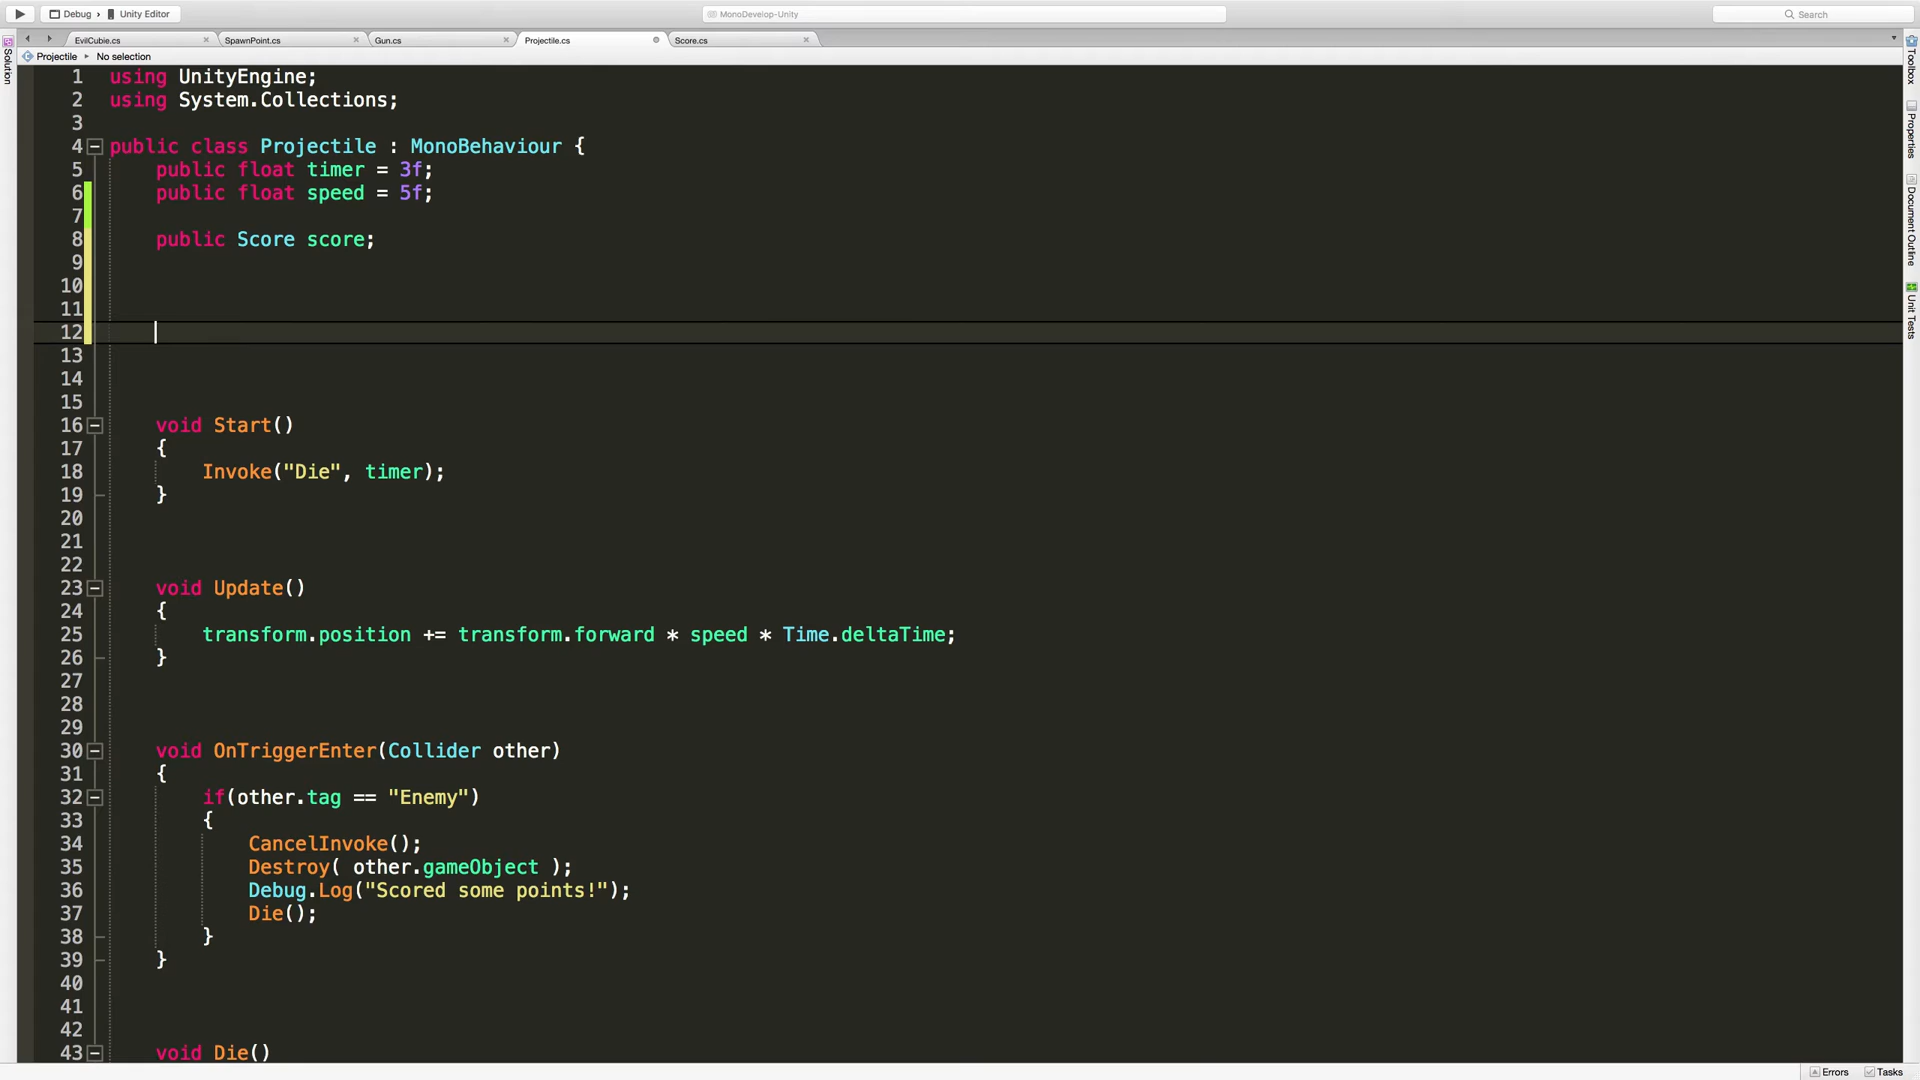 Debug › Unity Editor
MonoDevelop-Unity
Search
EvilCubie.cs
SpawnPoint.cs
Gun.cs
Projectile.cs
Score.cs
Projectile ▸ No selection
Solution
Toolbox
Properties
Document Outline
Unit Tests
1 using UnityEngine;
2 using System.Collections;
3
4 public class Projectile : MonoBehaviour {
5 public float timer = 3f;
6 public float speed = 5f;
7
8 public Score score;
9
10
11
12
13
14
15
16 void Start()
17 {
18 Invoke("Die", timer);
19 }
20
21
22
23 void Update()
24 {
25 transform.position += transform.forward * speed * Time.deltaTime;
26 }
27
28
29
30 void OnTriggerEnter(Collider other)
31 {
32 if(other.tag == "Enemy")
33 {
34 CancelInvoke();
35 Destroy( other.gameObject );
36 Debug.Log("Scored some points!");
37 Die();
38 }
39 }
40
41
42
43 void Die()
Errors
Tasks